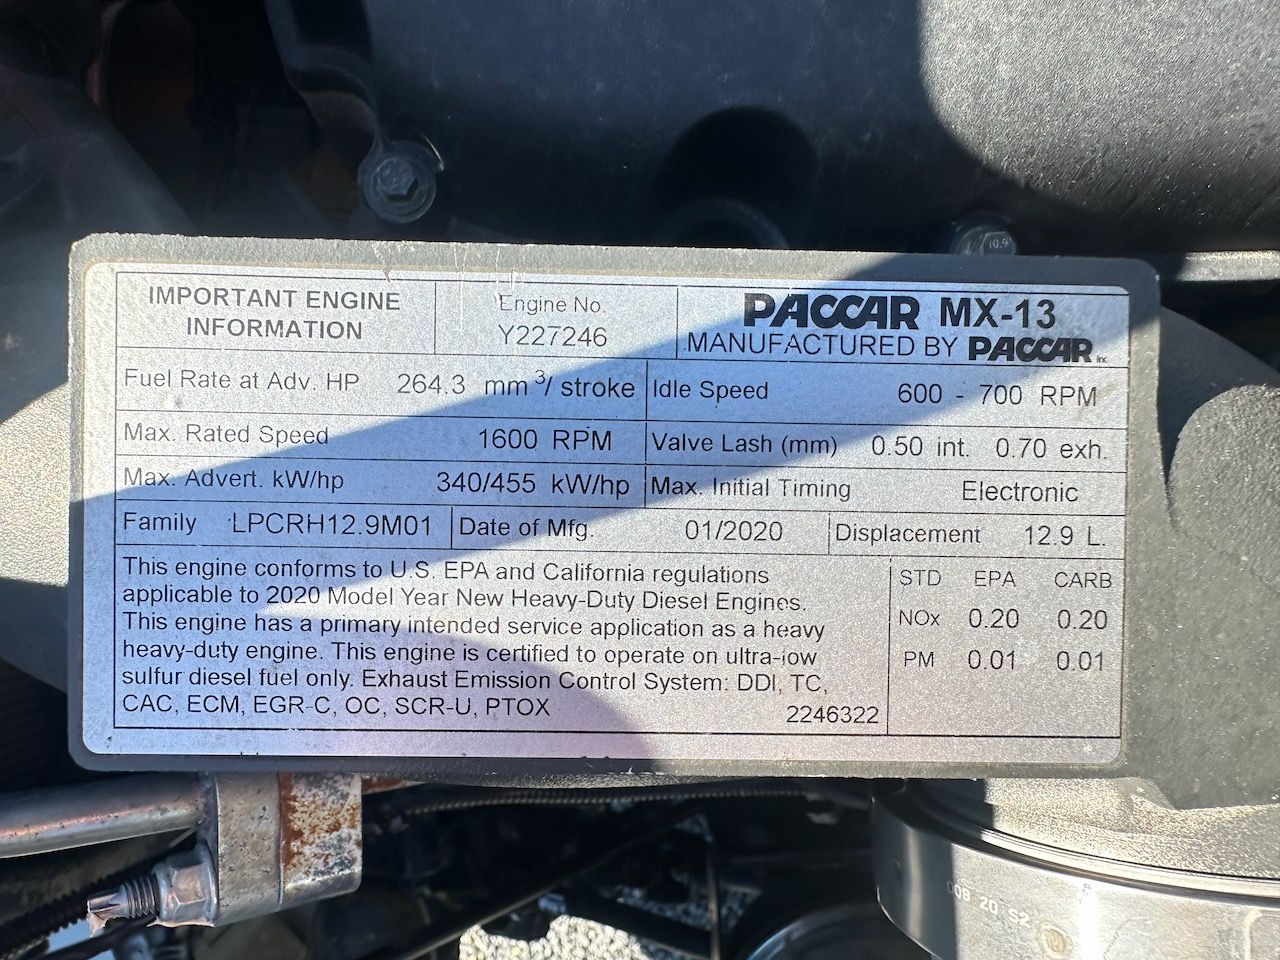 10.9
IMPORTANT ENGINE
INFORMATION
Engine No.
Y227246
PACCAR MX-13
MANUFACTURED BY PACCAR Inc
Fuel Rate at Adv. HP 264.3 mm³/ stroke
Idle Speed 600 - 700 RPM
Max. Rated Speed 1600 RPM
Valve Lash (mm) 0.50 int. 0.70 exh.
Max. Advert. kW/hp 340/455 kW/hp
Max. Initial Timing Electronic
Family LPCRH12.9M01
Date of Mfg. 01/2020
Displacement 12.9 L.
This engine conforms to U.S. EPA and California regulations
applicable to 2020 Model Year New Heavy-Duty Diesel Engines.
This engine has a primary intended service application as a heavy
heavy-duty engine. This engine is certified to operate on ultra-low
sulfur diesel fuel only. Exhaust Emission Control System: DDI, TC,
CAC, ECM, EGR-C, OC, SCR-U, PTOX
2246322
STD EPA CARB
NOx 0.20 0.20
PM 0.01 0.01
008 20 S2